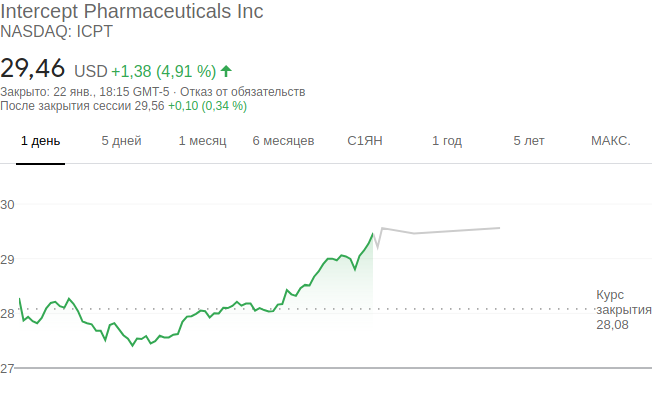 Intercept Pharmaceuticals Inc
NASDAQ: ICPT
29,46 USD +1,38 (4,91 %)
Закрыто: 22 янв., 18:15 GMT-5 · Отказ от обязательств
После закрытия сессии 29,56 +0,10 (0,34 %)
1 день 5 дней 1 месяц 6 месяцев С1ЯН 1 год 5 лет МАКС.
30
29
Курс
28 закрытия
28,08
27